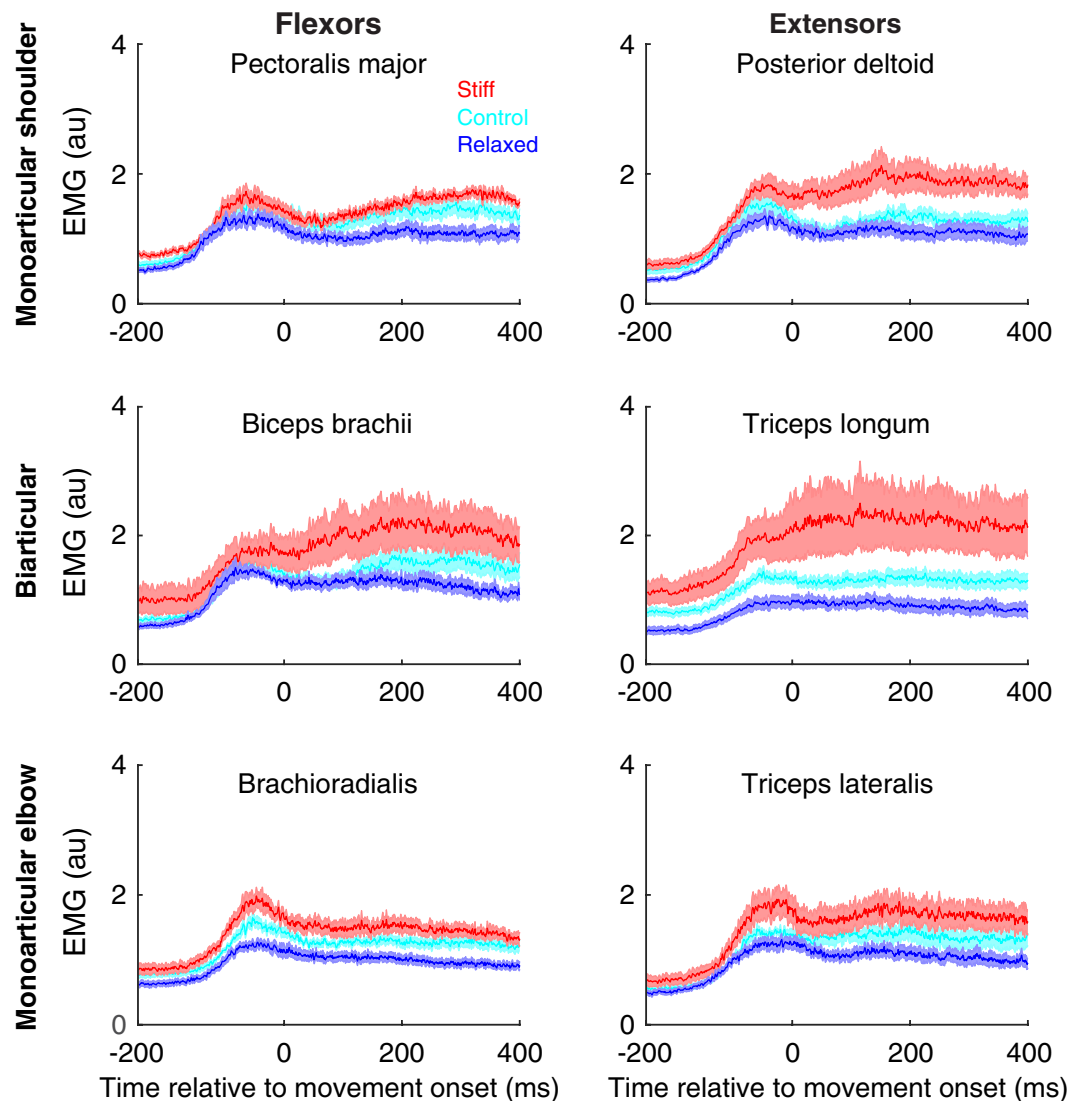 Flexors
Extensors
Monoarticular shoulder
Pectoralis major
Stiff
Control
Relaxed
EMG (au)
4
2
0
-200 0 200 400
Posterior deltoid
4
2
0
-200 0 200 400
Biarticular
Biceps brachii
EMG (au)
4
2
0
-200 0 200 400
Triceps longum
4
2
0
-200 0 200 400
Monoarticular elbow
Brachioradialis
EMG (au)
4
2
0
-200 0 200 400
Time relative to movement onset (ms)
Triceps lateralis
4
2
0
-200 0 200 400
Time relative to movement onset (ms)